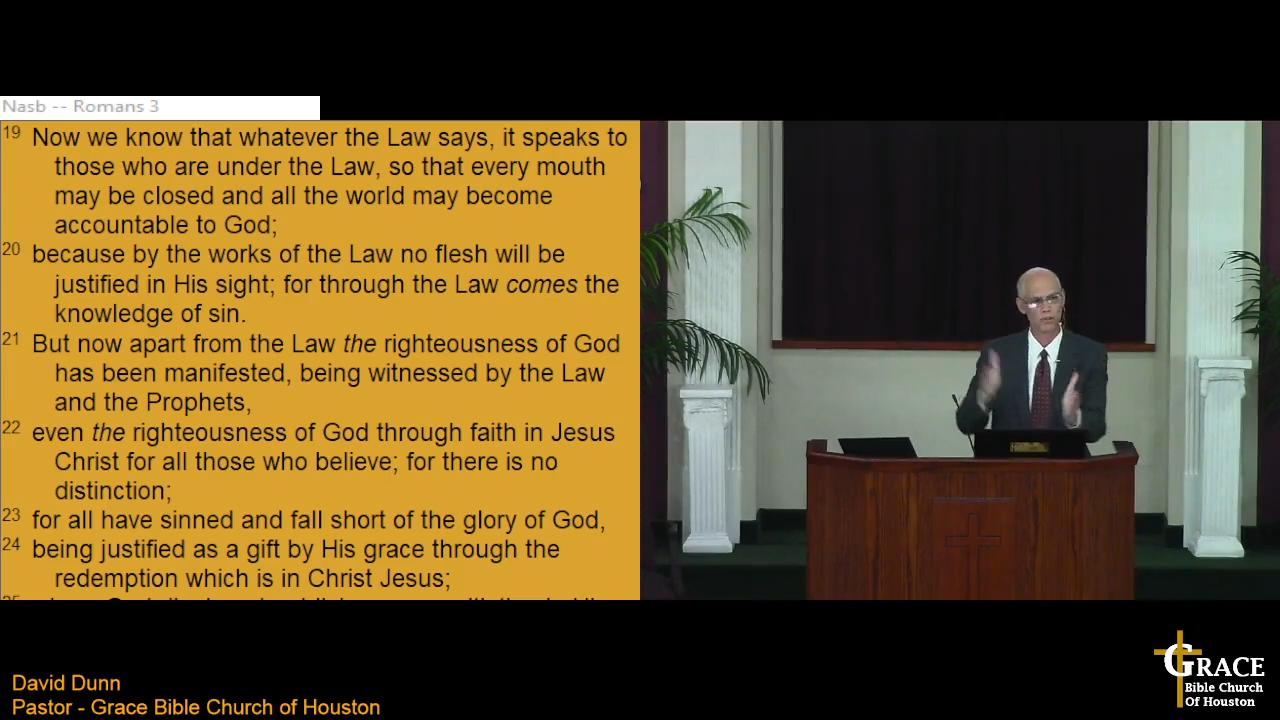 Nasb -- Romans 3
19 Now we know that whatever the Law says, it speaks to
those who are under the Law, so that every mouth
may be closed and all the world may become
accountable to God;
20 because by the works of the Law no flesh will be
justified in His sight; for through the Law comes the
knowledge of sin.
21 But now apart from the Law the righteousness of God
has been manifested, being witnessed by the Law
and the Prophets,
22 even the righteousness of God through faith in Jesus
Christ for all those who believe; for there is no
distinction;
23 for all have sinned and fall short of the glory of God,
24 being justified as a gift by His grace through the
redemption which is in Christ Jesus;
David Dunn
Pastor - Grace Bible Church of Houston
GRACE
Bible Church
Of Houston